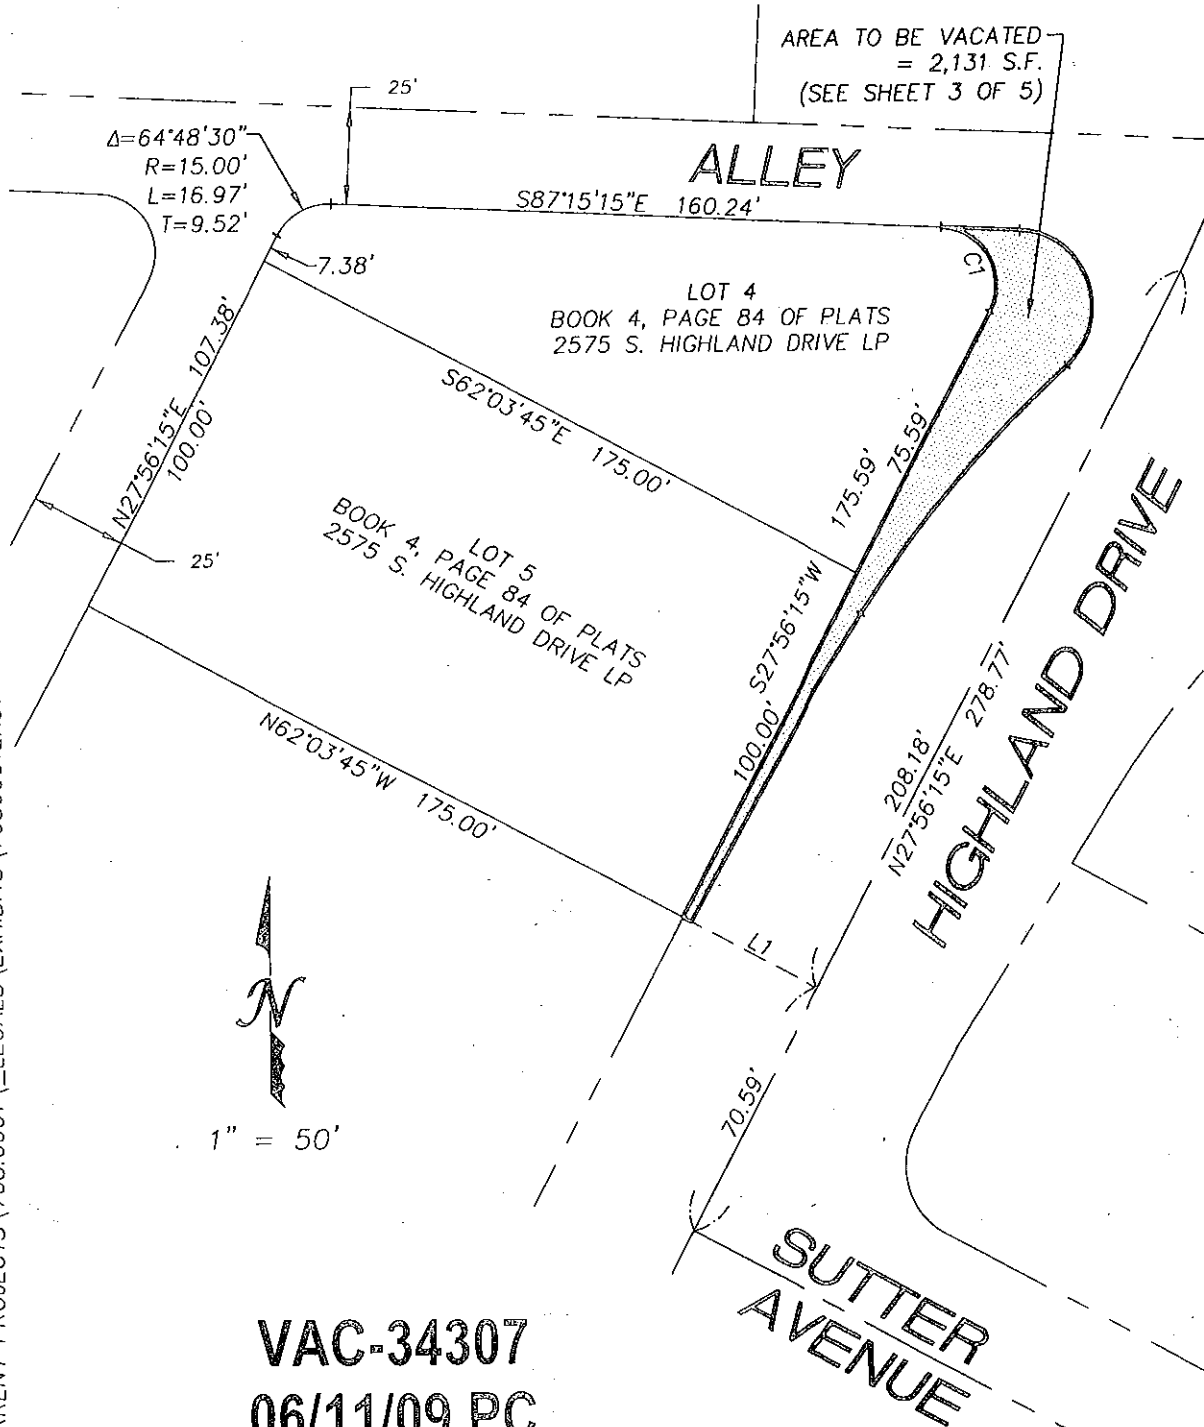 AREA TO BE VACATED
= 2,131 S.F.
(SEE SHEET 3 OF 5)
25'
Δ=64°48'30"
R=15.00'
L=16.97'
T=9.52'
ALLEY
S87°15'15"E 160.24'
7.38'
C1
LOT 4
BOOK 4, PAGE 84 OF PLATS
2575 S. HIGHLAND DRIVE LP
N27°56'15"E 107.38'
100.00'
S62°03'45"E 175.00'
175.59'
75.59'
25'
LOT 5
BOOK 4, PAGE 84 OF PLATS
2575 S. HIGHLAND DRIVE LP
S27°56'15"W
100.00'
N62°03'45"W 175.00'
208.18'
N27°56'15"E 278.77'
HIGHLAND DRIVE
L1
N
1" = 50'
70.59'
SUTTER
AVENUE
VAC-34307
06/11/09 PC